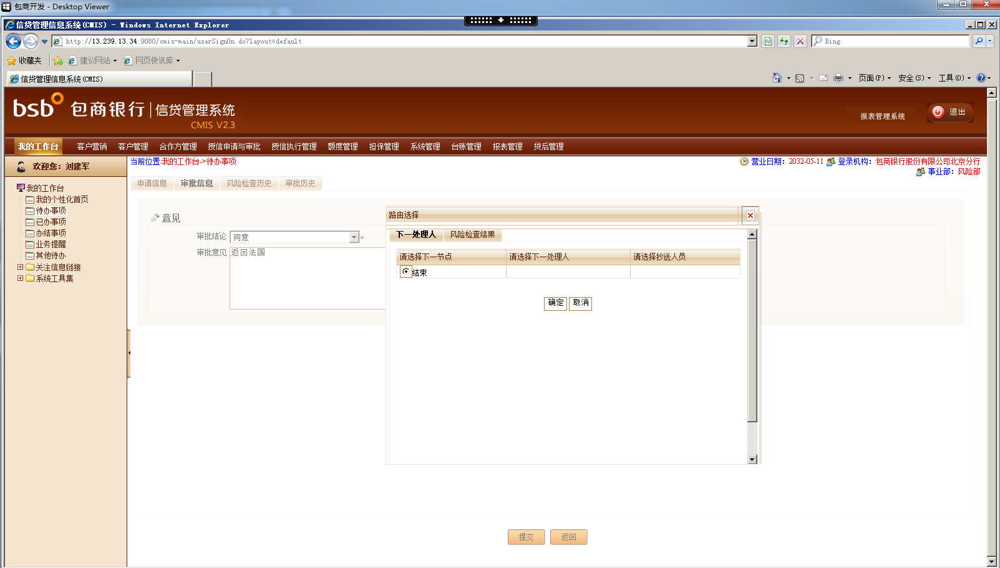 包商开发 - Desktop Viewer
信贷管理信息系统(CMIS) - Windows Internet Explorer
http://13.239.13.34:9080/cmis-main/userSignOn.do?layout=default
Bing
收藏夹 建议网站 网页快讯库
信贷管理信息系统(CMIS)
页面(P) 安全(S) 工具(O)
bsb 包商银行 信贷管理系统
CMIS V2.3
报表管理系统 退出
我的工作台 客户营销 客户管理 合作方管理 授信申请与审批 授信执行管理 额度管理 担保管理 系统管理 台账管理 报表管理 贷后管理
欢迎您：刘建军
当前位置:我的工作台->待办事项
营业日期：2032-05-11 登录机构：包商银行股份有限公司北京分行
事业部：风险部
我的工作台
我的个性化首页
待办事项
已办事项
办结事项
业务提醒
其他待办
关注信息链接
系统工具集
申请信息 审批信息 风险检查历史 审批历史
意见
审批结论 同意 *
审批意见 返回法国
路由选择
下一处理人 风险检查结果
请选择下一节点 请选择下一处理人 请选择抄送人员
结束
确定 取消
提交 返回